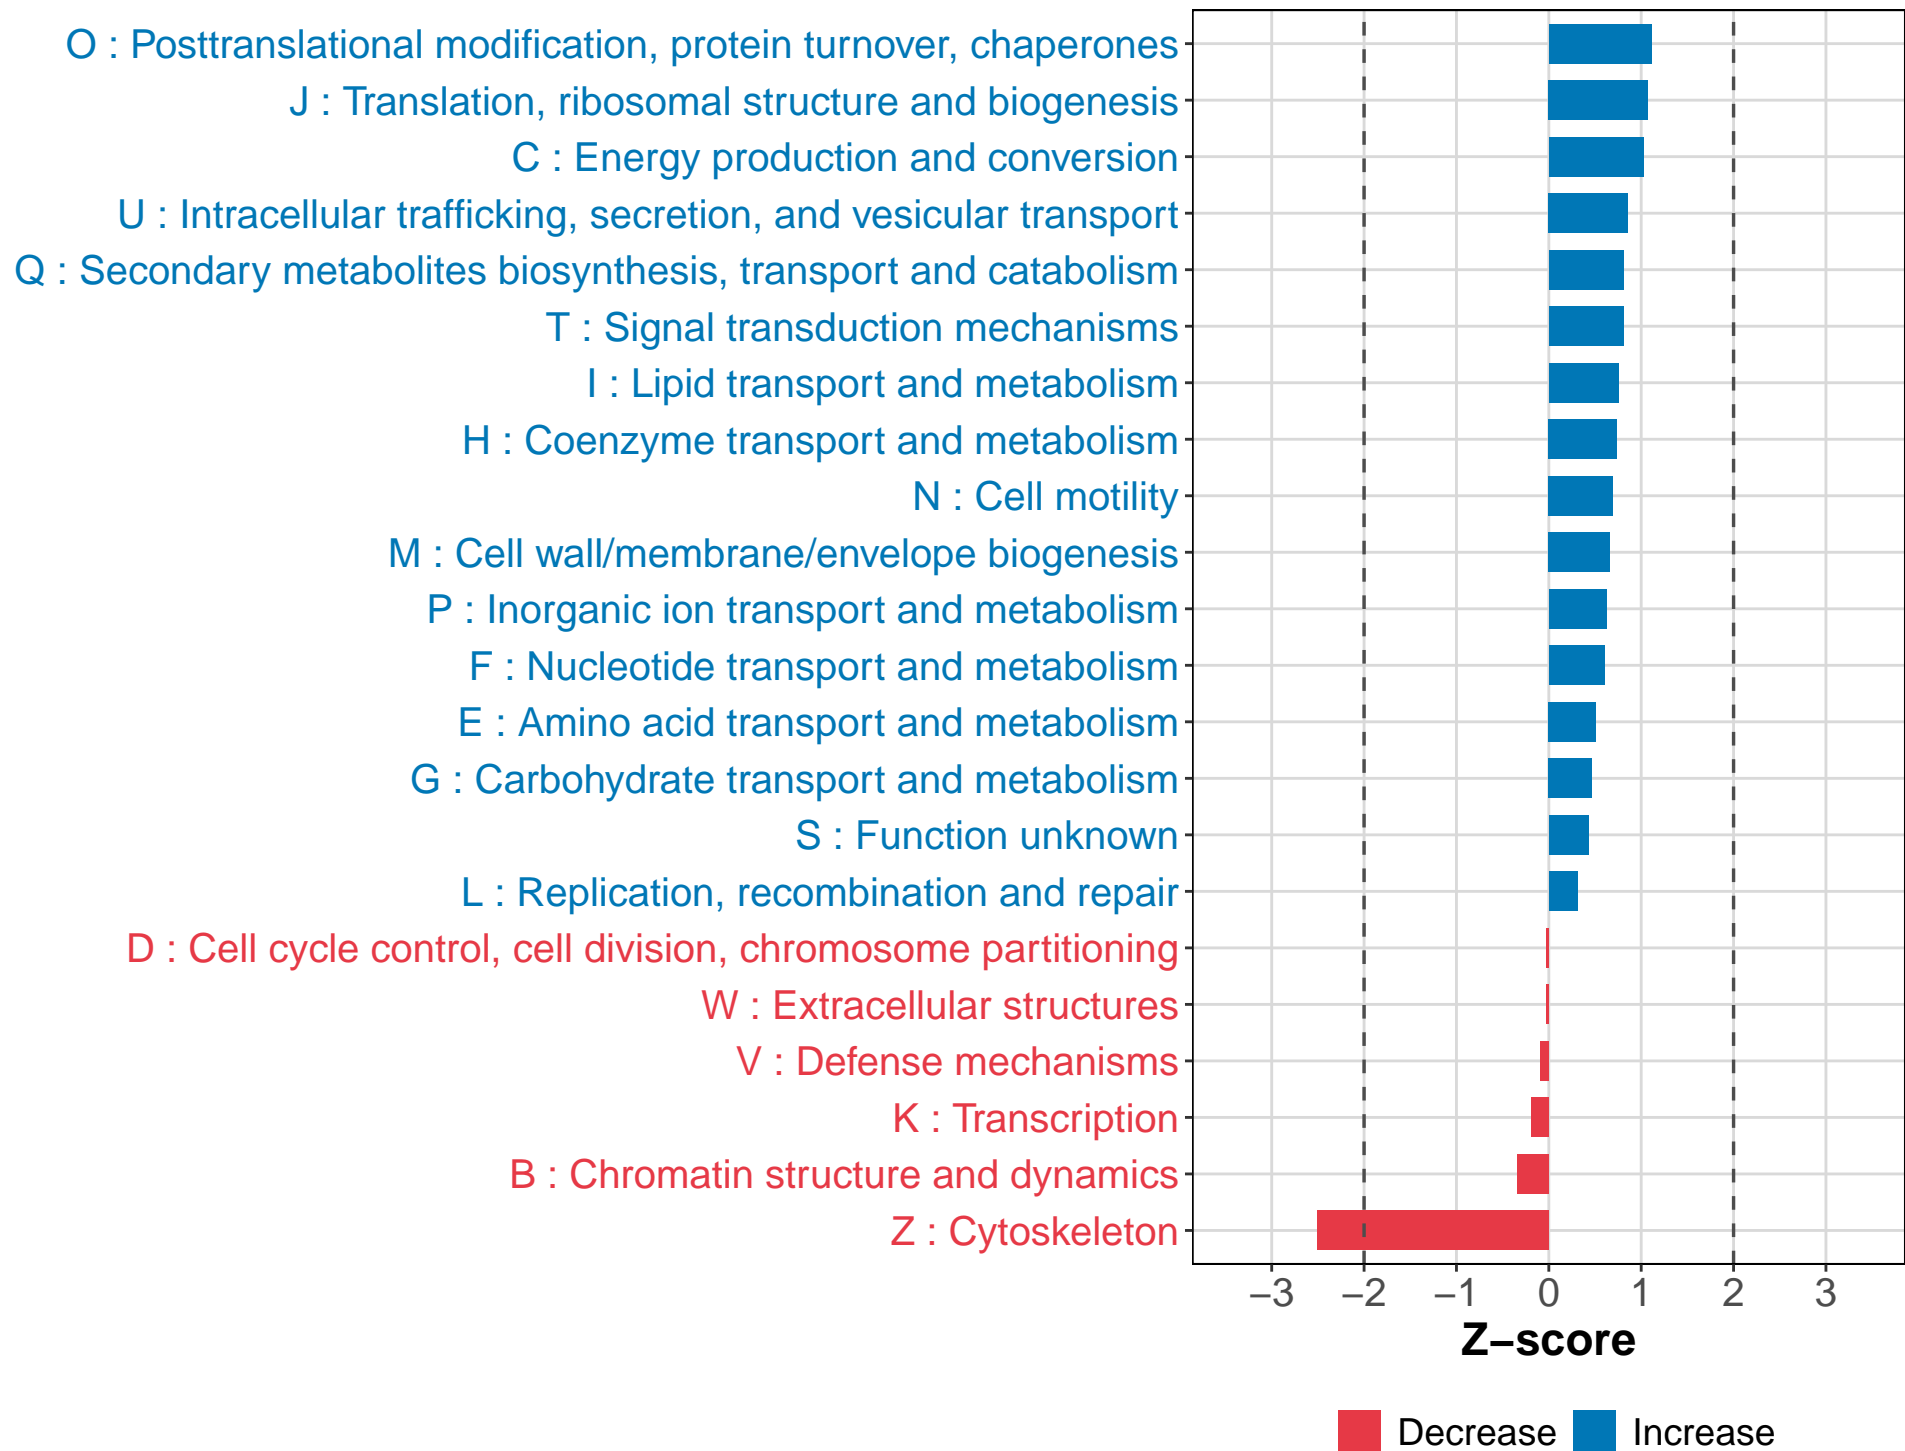 O : Posttranslational modification, protein turnover, chaperones
J : Translation, ribosomal structure and biogenesis
C : Energy production and conversion
U : Intracellular trafficking, secretion, and vesicular transport
Q : Secondary metabolites biosynthesis, transport and catabolism
T : Signal transduction mechanisms
I : Lipid transport and metabolism
H : Coenzyme transport and metabolism
N : Cell motility
M : Cell wall/membrane/envelope biogenesis
P : Inorganic ion transport and metabolism
F : Nucleotide transport and metabolism
E : Amino acid transport and metabolism
G : Carbohydrate transport and metabolism
S : Function unknown
L : Replication, recombination and repair
D : Cell cycle control, cell division, chromosome partitioning
W : Extracellular structures
V : Defense mechanisms
K : Transcription
B : Chromatin structure and dynamics
Z : Cytoskeleton
−3 −2 −1 0 1 2 3
Z−score
Decrease Increase